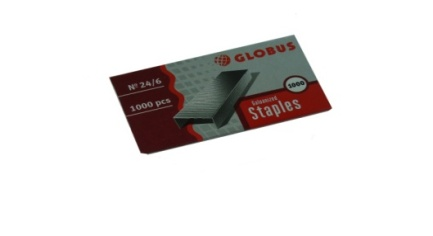 GLOBUS
№ 24/6
1000 pcs
1000
Galvanized
Staples